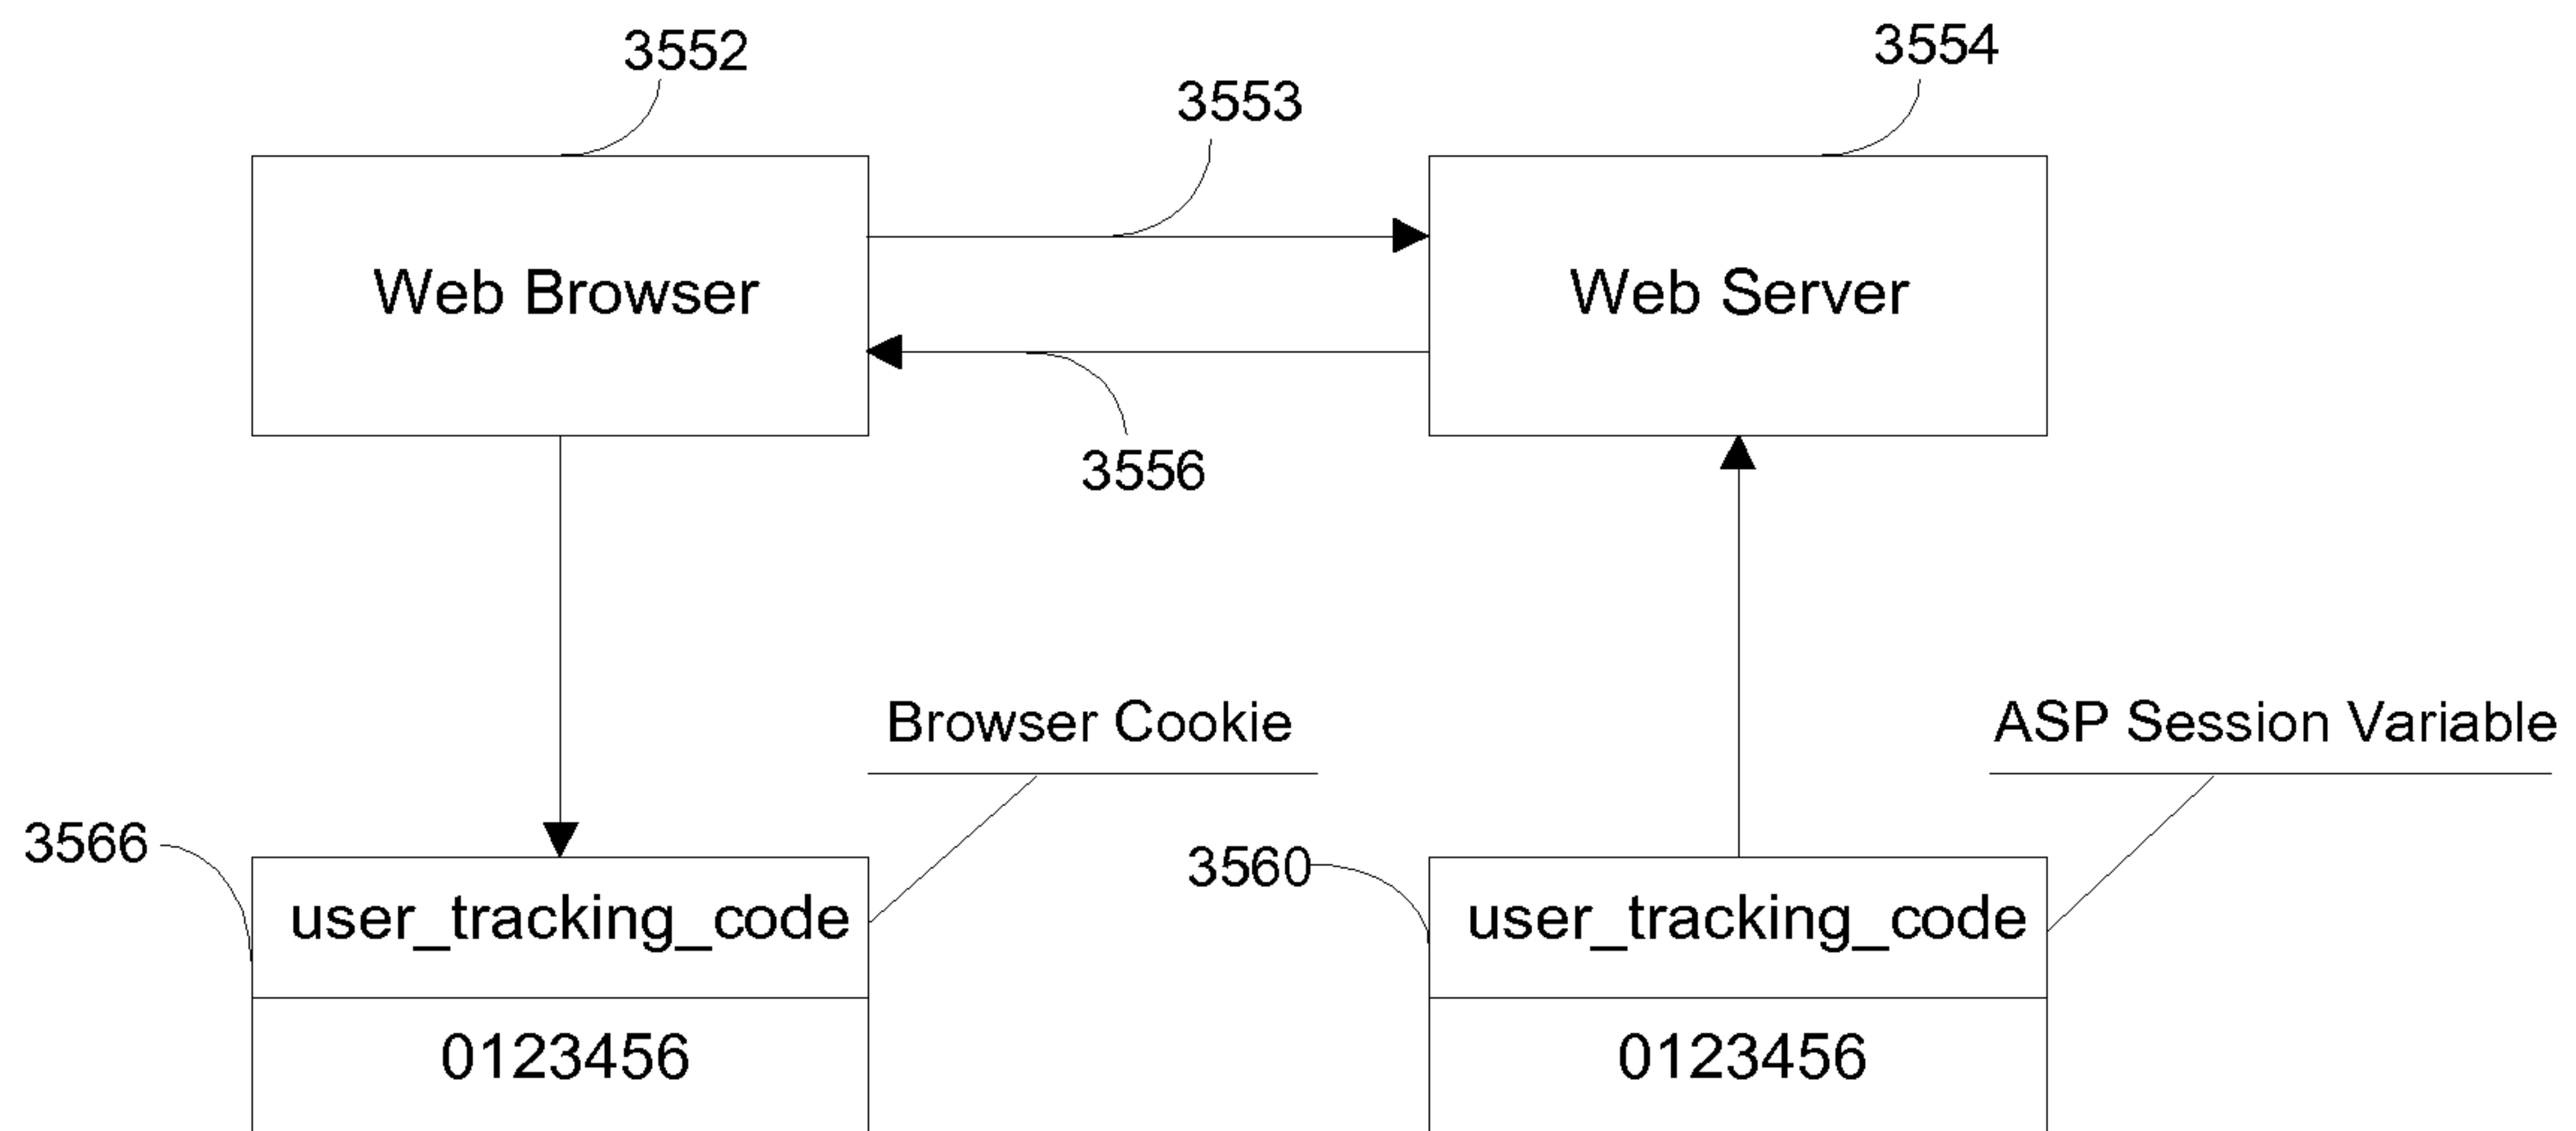 3552
3554
3553
Web Browser
Web Server
3556
Browser Cookie
ASP Session Variable
3566
3560
user_tracking_code
user_tracking_code
0123456
0123456